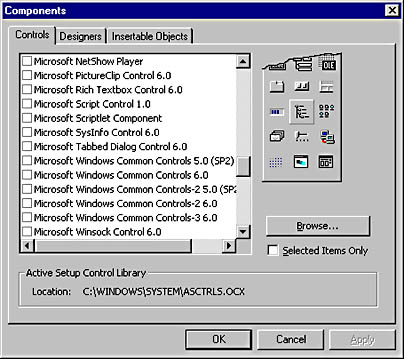 Components
Controls
Designers
Insertable Objects
Microsoft NetShow Player
Microsoft PictureClip Control 6.0
Microsoft Rich Textbox Control 6.0
Microsoft Script Control 1.0
Microsoft Scriptlet Component
Microsoft SysInfo Control 6.0
Microsoft Tabbed Dialog Control 6.0
Microsoft Windows Common Controls 5.0 (SP2)
Microsoft Windows Common Controls 6.0
Microsoft Windows Common Controls-2 5.0 (SP2
Microsoft Windows Common Controls-2 6.0
Microsoft Windows Common Controls-3 6.0
Microsoft Winsock Control 6.0
Browse...
Selected Items Only
Active Setup Control Library
Location: C:\WINDOWS\SYSTEM\ASCTRLS.OCX
OK
Cancel
Apply